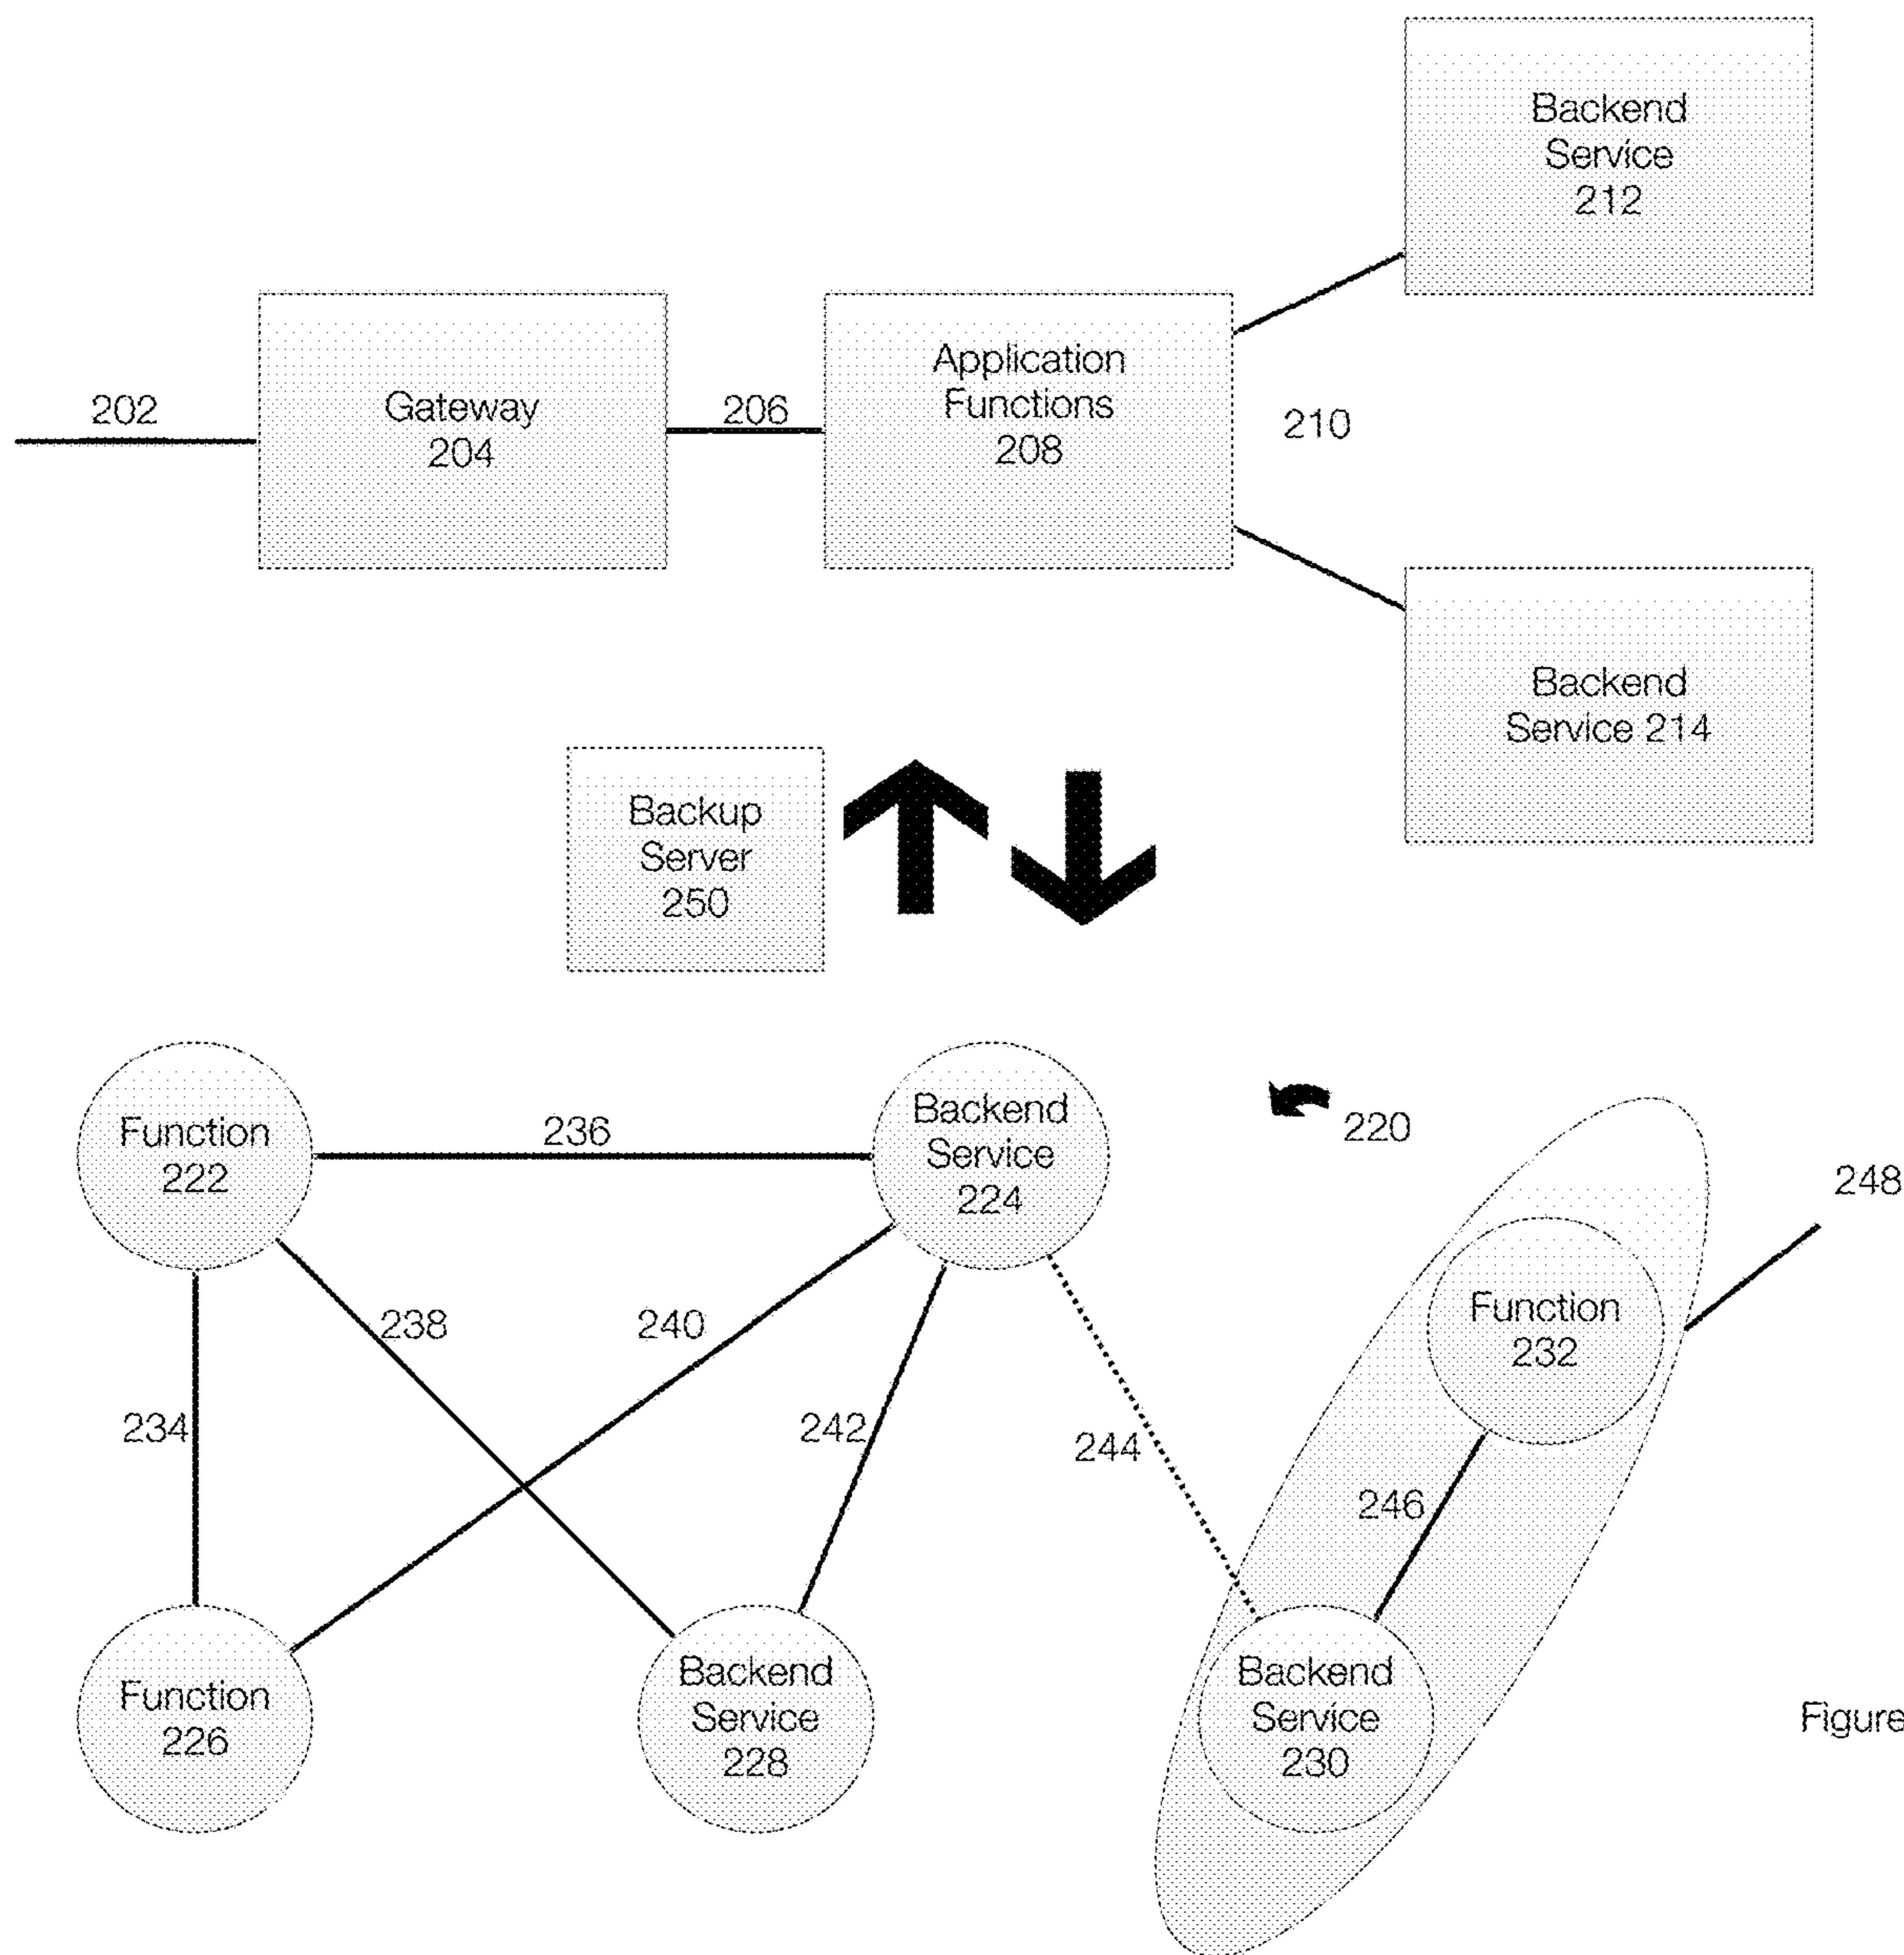 Backend
Service
212
202
Gateway
204
206
Application
Functions
208
210
Backend
Service 214
Backup
Server
250
Function
222
236
Backend
Service
224
220
248
238
240
Function
232
234
242
244
246
Function
226
Backend
Service
228
Backend
Service
230
Figure